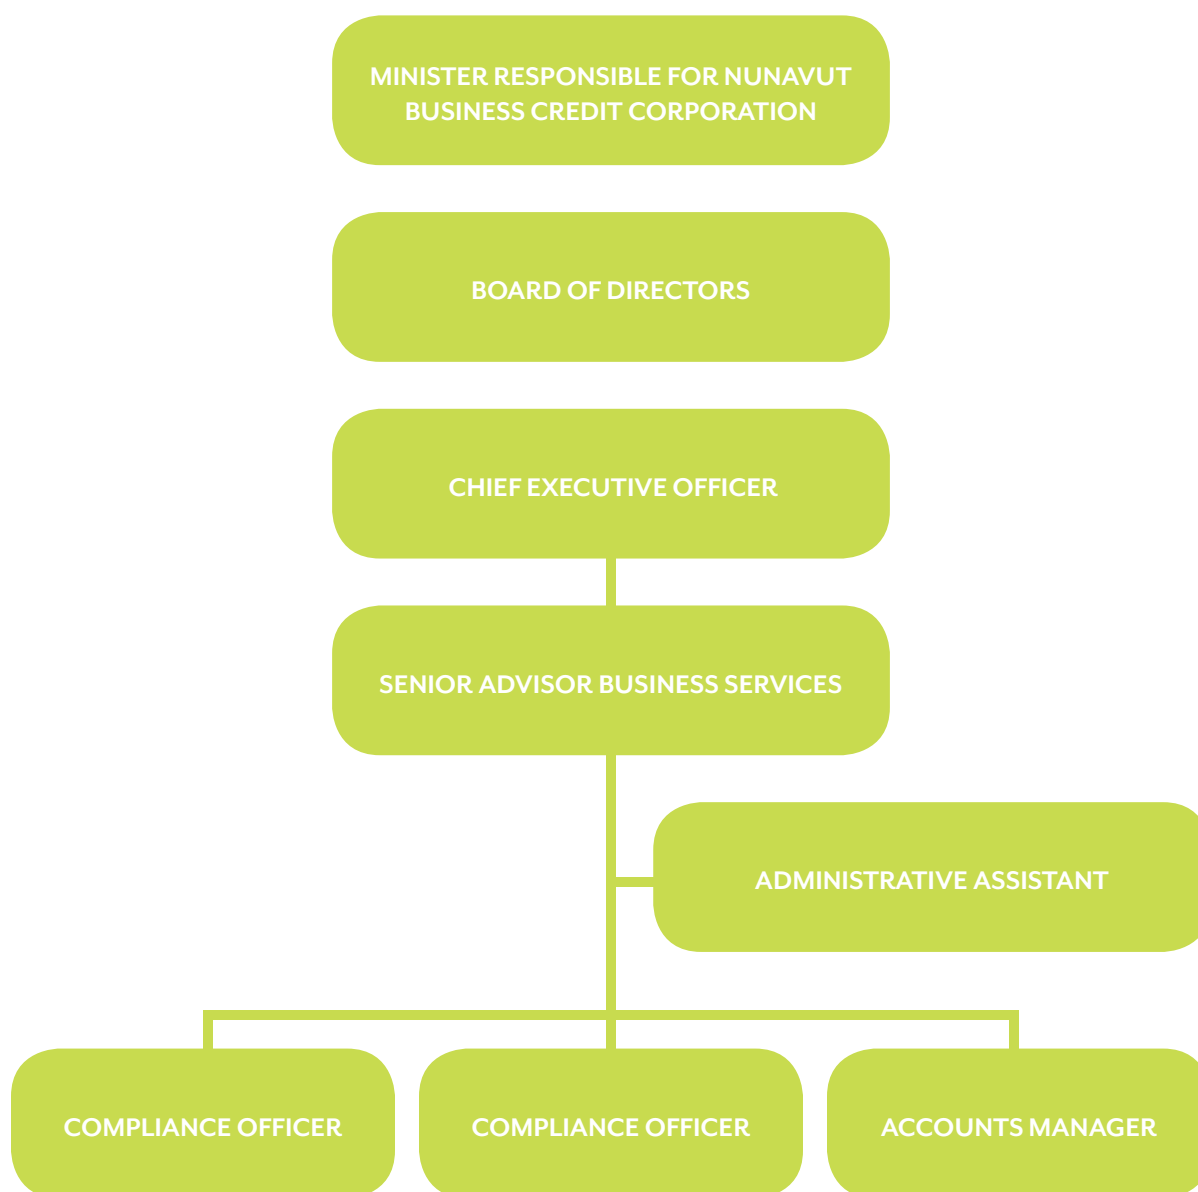 MINISTER RESPONSIBLE FOR NUNAVUT
BUSINESS CREDIT CORPORATION
BOARD OF DIRECTORS
CHIEF EXECUTIVE OFFICER
SENIOR ADVISOR BUSINESS SERVICES
ADMINISTRATIVE ASSISTANT
COMPLIANCE OFFICER
COMPLIANCE OFFICER
ACCOUNTS MANAGER